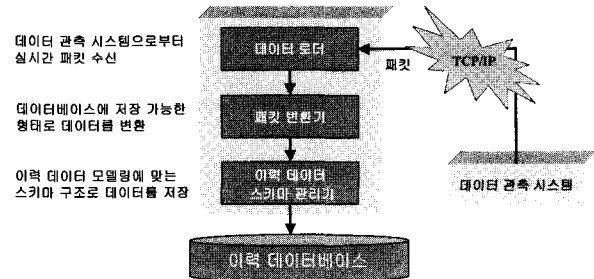 데이터 관측 시스템으로부터
실시간 패킷 수신
데이터 로더
패킷
TCP/IP
데이터베이스에 저장 가능한
형태로 데이터를 변환
패킷 변환기
이력 데이터 모델링에 맞는
스키마 구조로 데이터를 저장
이력 데이터
스키마 관리기
데이터 관측 시스템
이력 데이터베이스